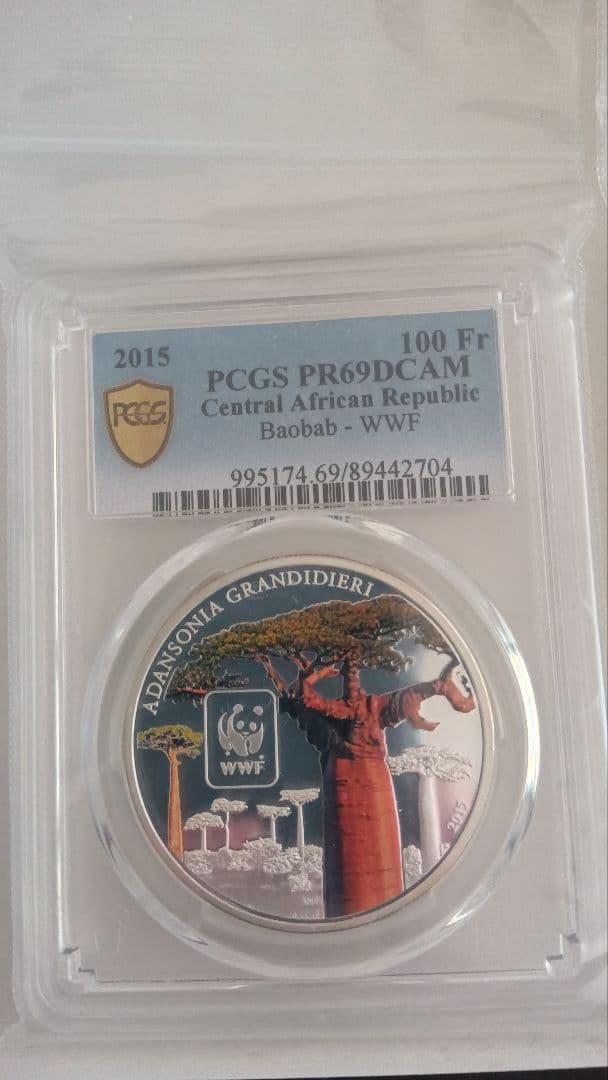 2015 100 Fr
PCGS PR69DCAM
PCGS Central African Republic
Baobab - WWF
995174.69/89442704
ADANSONIA GRANDIDIERI
WWF
2015